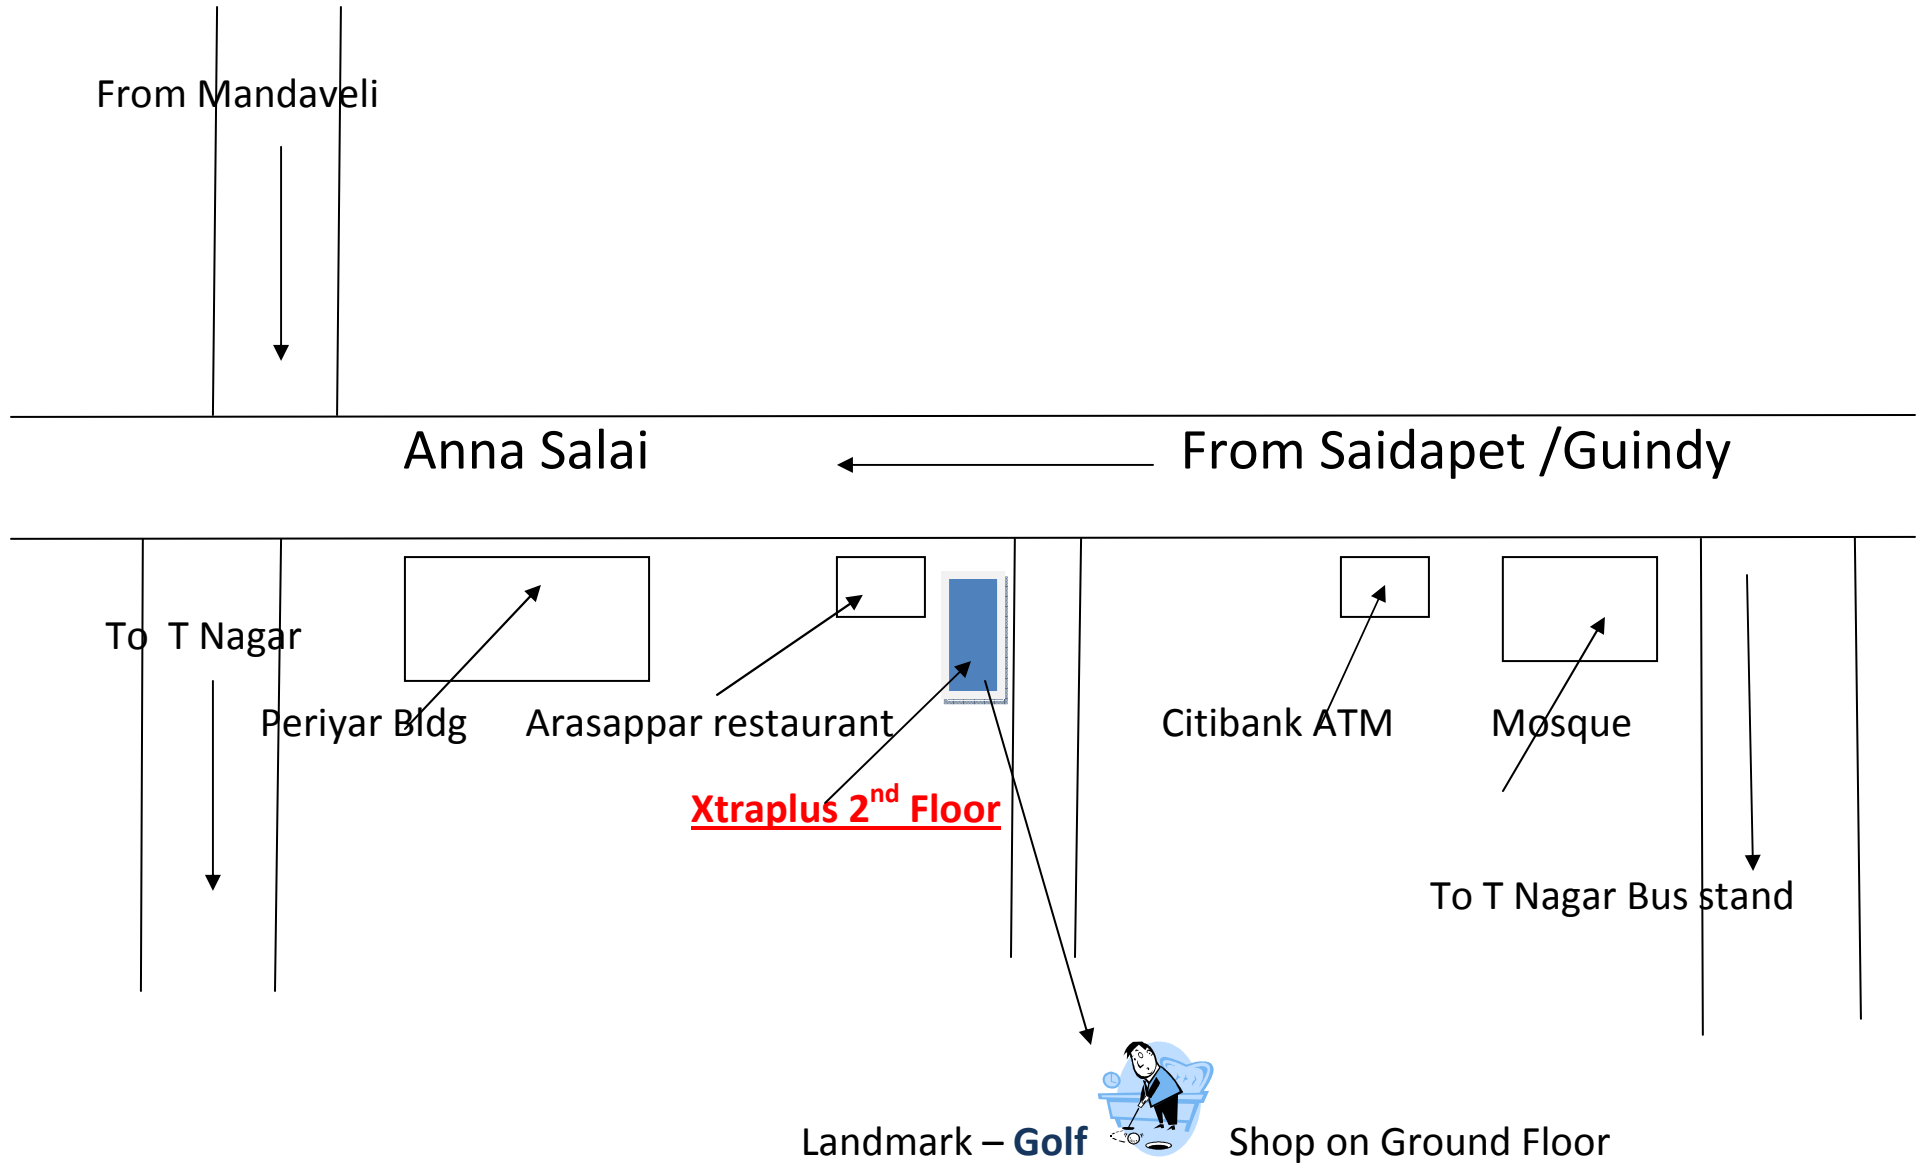 From Mandaveli
Anna Salai
From Saidapet /Guindy
To T Nagar
Periyar Bldg
Arasappar restaurant
Citibank ATM
Mosque
Xtraplus 2nd Floor
To T Nagar Bus stand
Landmark – Golf Shop on Ground Floor